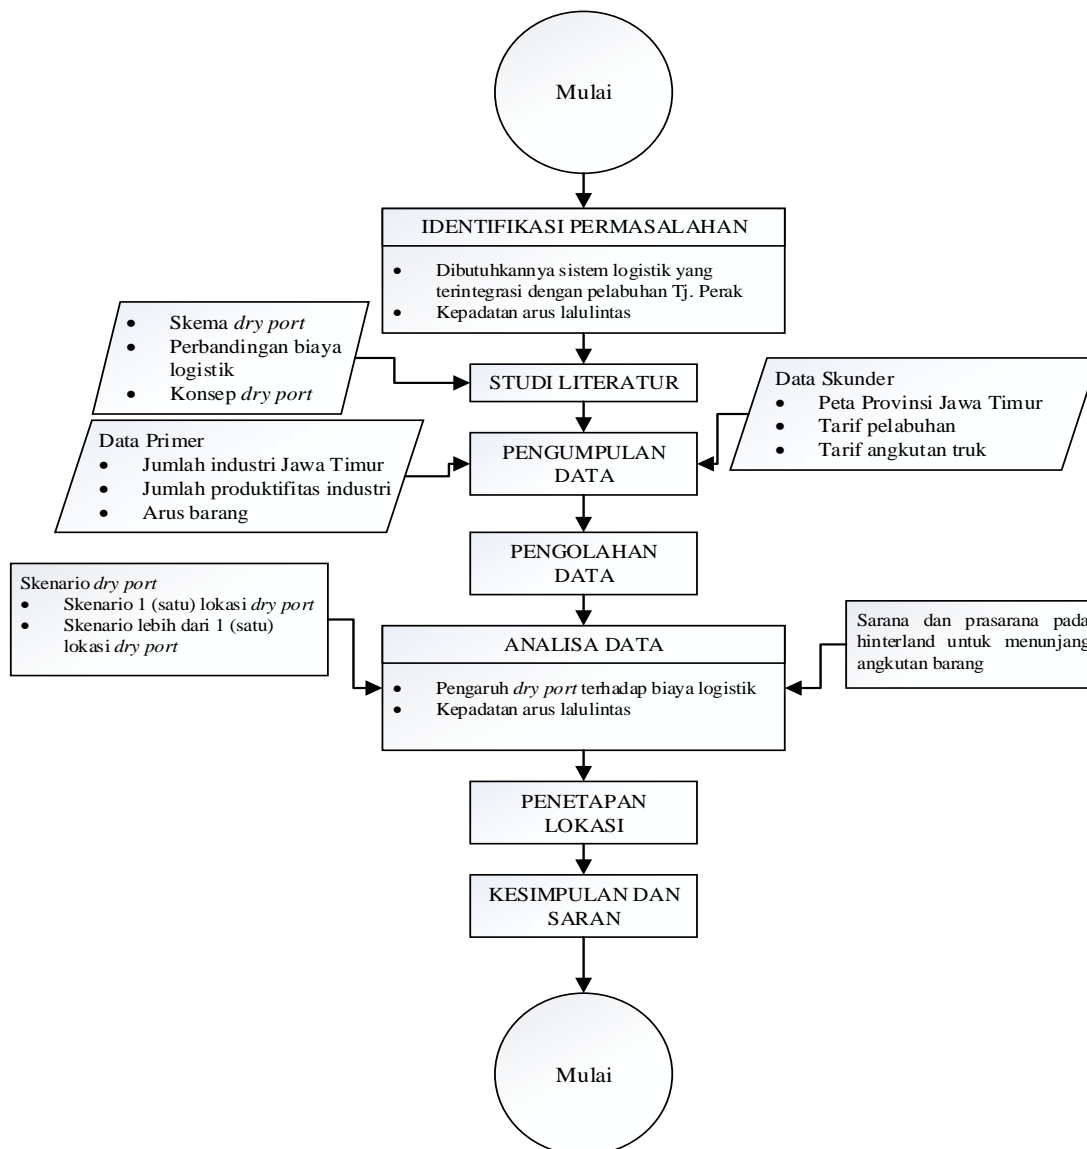 Mulai
IDENTIFIKASI PERMASALAHAN
• Dibutuhkannya sistem logistik yang
terintegrasi dengan pelabuhan Tj. Perak
• Kepadatan arus lalulintas
• Skema dry port
• Perbandingan biaya
logistik
• Konsep dry port
STUDI LITERATUR
Data Skunder
• Peta Provinsi Jawa Timur
• Tarif pelabuhan
• Tarif angkutan truk
Data Primer
• Jumlah industri Jawa Timur
• Jumlah produktifitas industri
• Arus barang
PENGUMPULAN
DATA
PENGOLAHAN
DATA
Skenario dry port
• Skenario 1 (satu) lokasi dry port
• Skenario lebih dari 1 (satu)
lokasi dry port
ANALISA DATA
• Pengaruh dry port terhadap biaya logistik
• Kepadatan arus lalulintas
Sarana dan prasarana pada
hinterland untuk menunjang
angkutan barang
PENETAPAN
LOKASI
KESIMPULAN DAN
SARAN
Mulai